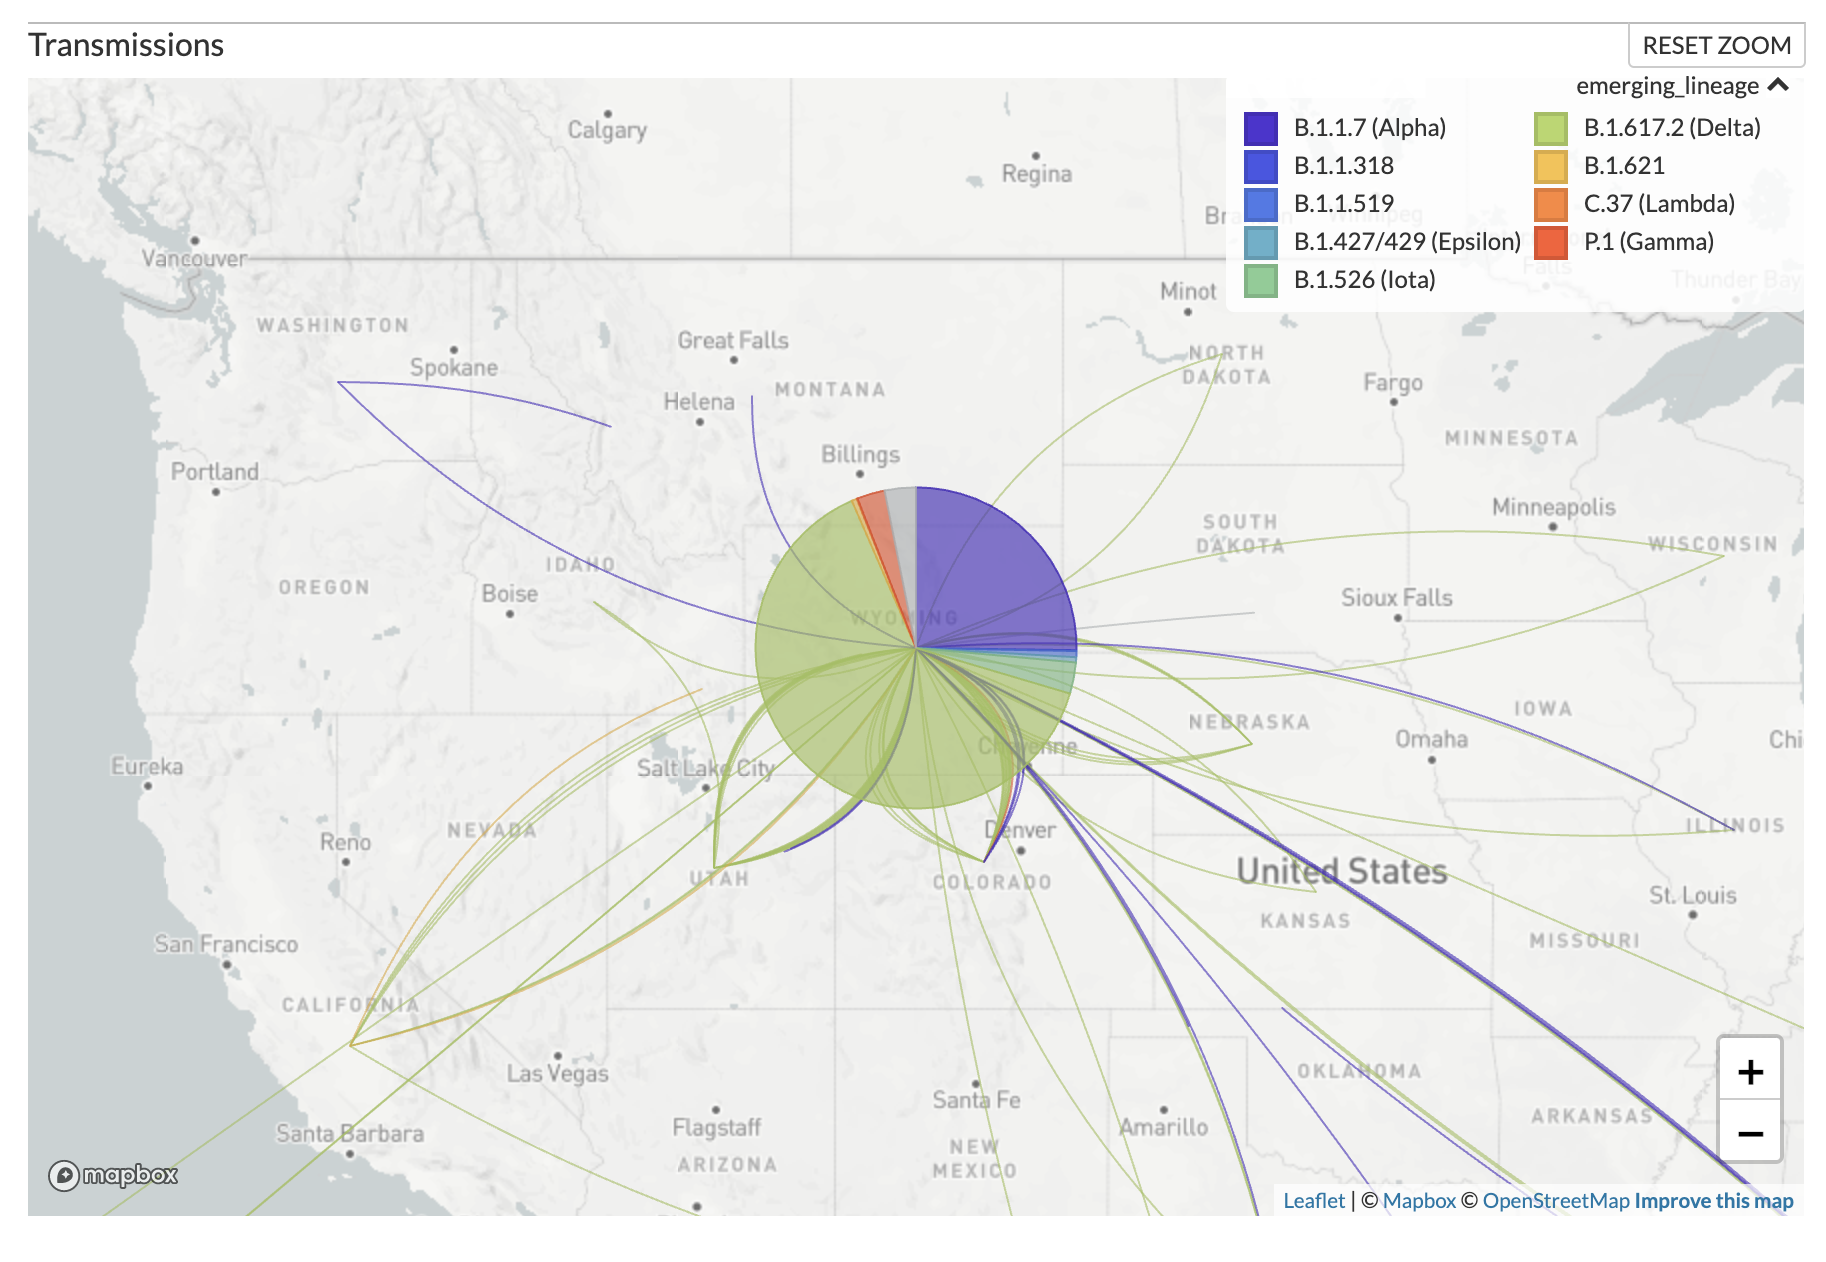 Transmissions
RESET ZOOM
emerging_lineage
B.1.1.7 (Alpha)
B.1.1.318
B.1.1.519
B.1.427/429 (Epsilon)
B.1.526 (Iota)
B.1.617.2 (Delta)
B.1.621
C.37 (Lambda)
P.1 (Gamma)
Calgary
Regina
Winnipeg
Vancouver
Falls
Thunder Bay
Minot
WASHINGTON
Spokane
Great Falls
Helena
MONTANA
NORTH
DAKOTA
Fargo
MINNESOTA
Billings
Portland
Minneapolis
SOUTH
DAKOTA
WISCONSIN
IDAHO
OREGON
Boise
Sioux Falls
WYOMING
NEBRASKA
IOWA
Omaha
Chi
Cheyenne
Eureka
Salt Lake City
Reno
NEVADA
Denver
ILLINOIS
UTAH
COLORADO
United States
St. Louis
KANSAS
MISSOURI
San Francisco
CALIFORNIA
Las Vegas
Santa Fe
OKLAHOMA
ARKANSAS
Santa Barbara
Flagstaff
Amarillo
ARIZONA
NEW
MEXICO
+
−
mapbox
Leaflet | © Mapbox © OpenStreetMap Improve this map